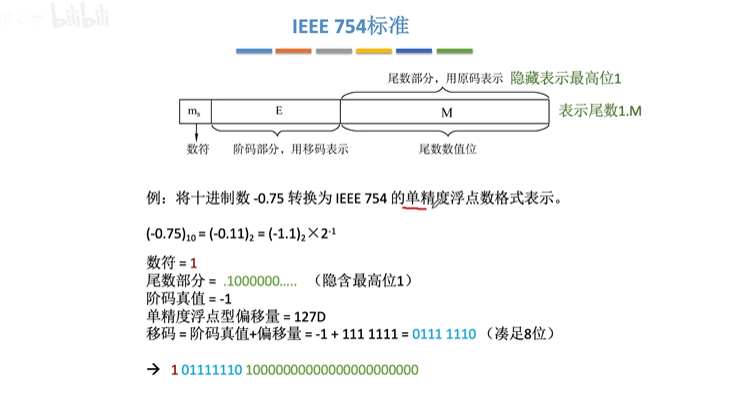 bilibili
IEEE 754标准
尾数部分，用原码表示 隐藏表示最高位1
ms E M 表示尾数1.M
数符 阶码部分，用移码表示 尾数数值位
例：将十进制数 -0.75 转换为 IEEE 754 的单精度浮点数格式表示。
(-0.75)10 = (-0.11)2 = (-1.1)2×2-1
数符 = 1
尾数部分 = .1000000..... （隐含最高位1）
阶码真值 = -1
单精度浮点型偏移量 = 127D
移码 = 阶码真值+偏移量 = -1 + 111 1111 = 0111 1110 （凑足8位）
→ 1 01111110 10000000000000000000000